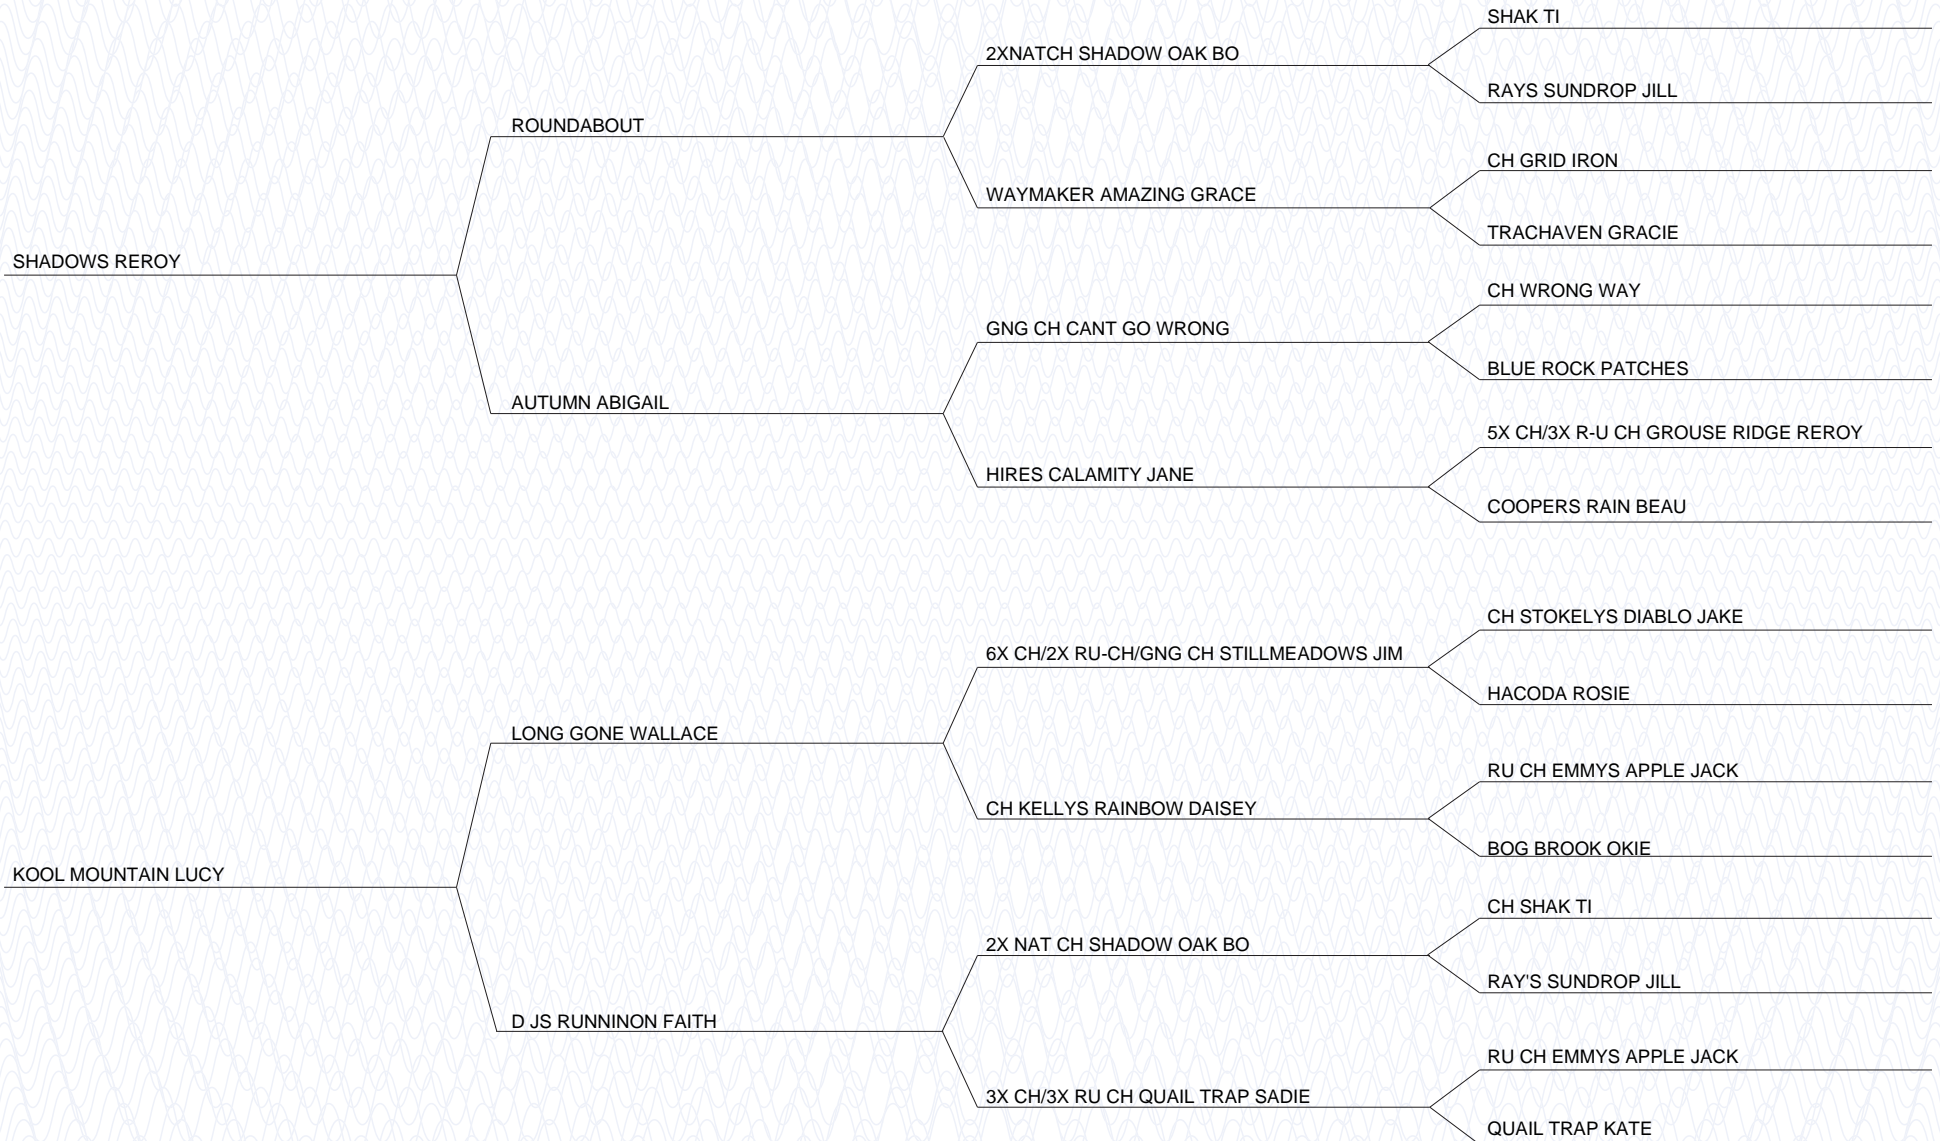 SHAK TI
2XNATCH SHADOW OAK BO
RAYS SUNDROP JILL
ROUNDABOUT
CH GRID IRON
WAYMAKER AMAZING GRACE
TRACHAVEN GRACIE
SHADOWS REROY
CH WRONG WAY
GNG CH CANT GO WRONG
BLUE ROCK PATCHES
AUTUMN ABIGAIL
5X CH/3X R-U CH GROUSE RIDGE REROY
HIRES CALAMITY JANE
COOPERS RAIN BEAU
CH STOKELYS DIABLO JAKE
6X CH/2X RU-CH/GNG CH STILLMEADOWS JIM
HACODA ROSIE
LONG GONE WALLACE
RU CH EMMYS APPLE JACK
CH KELLYS RAINBOW DAISEY
BOG BROOK OKIE
KOOL MOUNTAIN LUCY
CH SHAK TI
2X NAT CH SHADOW OAK BO
RAY'S SUNDROP JILL
D JS RUNNINON FAITH
RU CH EMMYS APPLE JACK
3X CH/3X RU CH QUAIL TRAP SADIE
QUAIL TRAP KATE